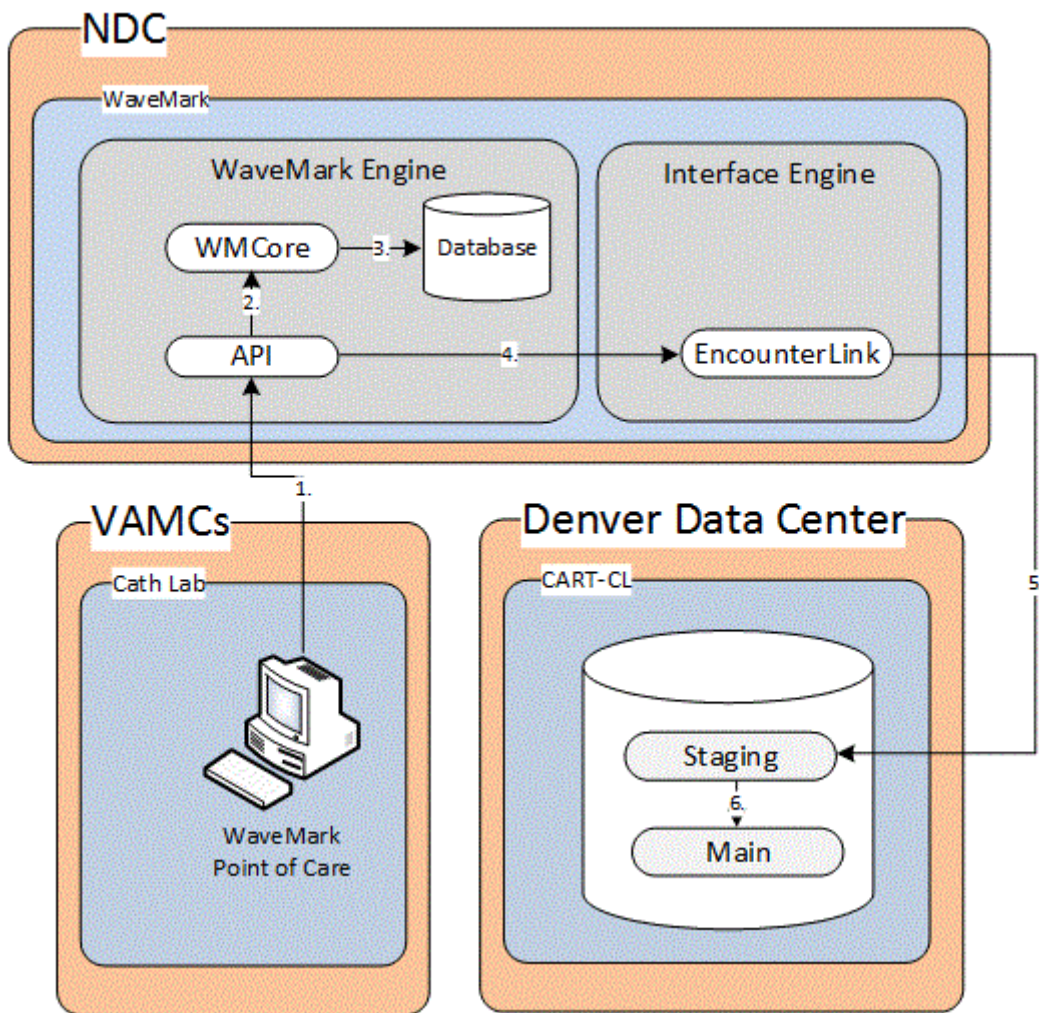 NDC
WaveMark
WaveMark Engine
Interface Engine
WMCore
3.
Database
2.
API
4.
EncounterLink
1.
VAMCs
Denver Data Center
Cath Lab
CART-CL
5
Staging
6.
Main
WaveMark
Point of Care